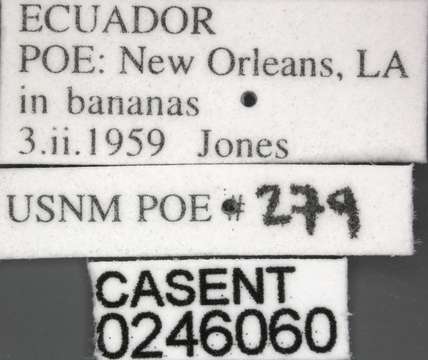 ECUADOR
POE: New Orleans, LA
in bananas
3.ii.1959 Jones
USNM POE # 279
CASENT
0246060